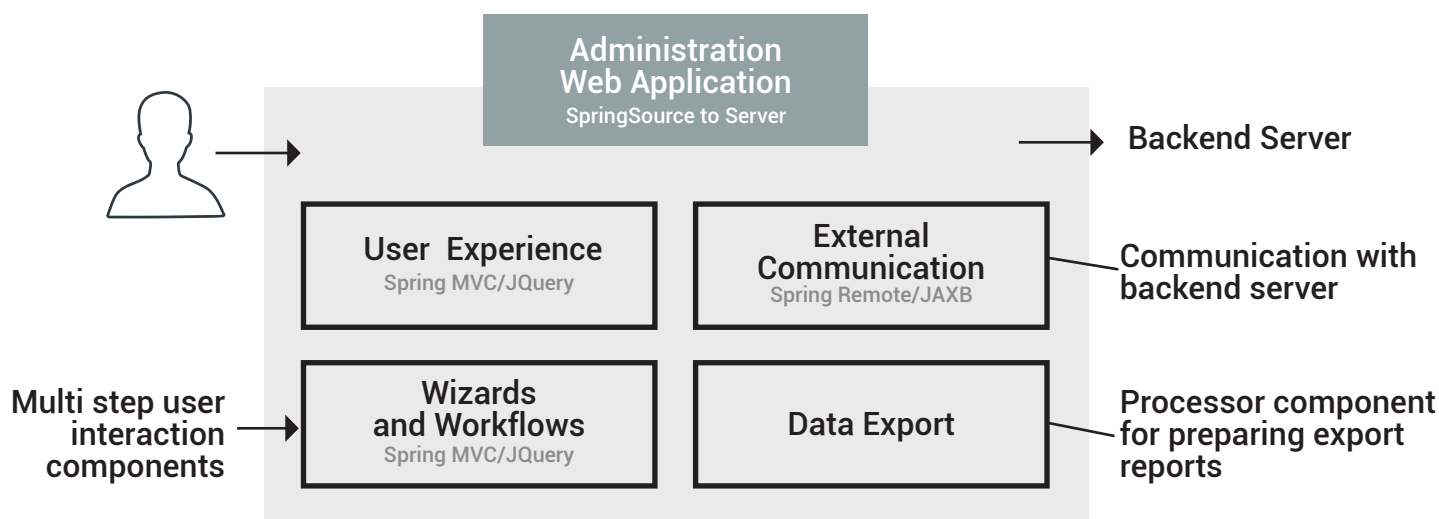 Administration
Web Application
SpringSource to Server
Backend Server
User Experience
Spring MVC/JQuery
External
Communication
Spring Remote/JAXB
Communication with
backend server
Multi step user
interaction
components
Wizards
and Workflows
Spring MVC/JQuery
Data Export
Processor component
for preparing export
reports